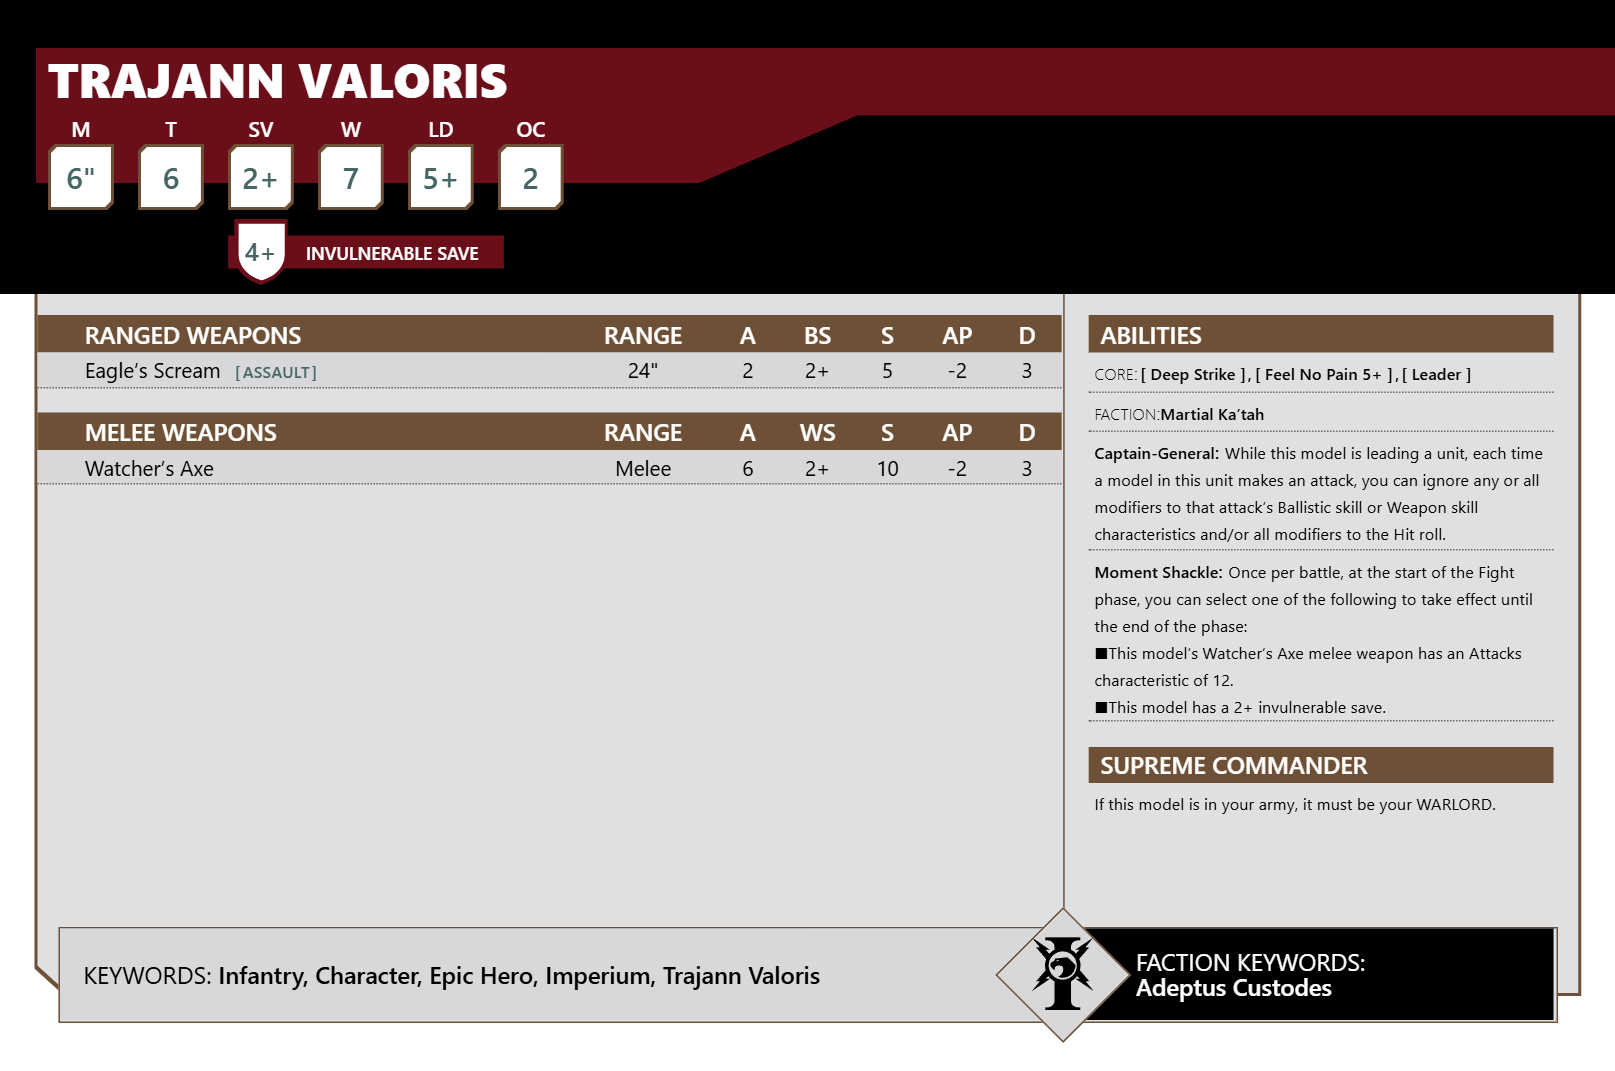 TRAJANN VALORIS
M T SV W LD OC
6" 6 2+ 7 5+ 2
4+ INVULNERABLE SAVE
RANGED WEAPONS RANGE A BS S AP D
Eagle’s Scream [ASSAULT] 24" 2 2+ 5 -2 3
MELEE WEAPONS RANGE A WS S AP D
Watcher’s Axe Melee 6 2+ 10 -2 3
ABILITIES
CORE: [ Deep Strike ], [ Feel No Pain 5+ ], [ Leader ]
FACTION:Martial Ka’tah
Captain-General: While this model is leading a unit, each time
a model in this unit makes an attack, you can ignore any or all
modifiers to that attack’s Ballistic skill or Weapon skill
characteristics and/or all modifiers to the Hit roll.
Moment Shackle: Once per battle, at the start of the Fight
phase, you can select one of the following to take effect until
the end of the phase:
■This model’s Watcher’s Axe melee weapon has an Attacks
characteristic of 12.
■This model has a 2+ invulnerable save.
SUPREME COMMANDER
If this model is in your army, it must be your WARLORD.
KEYWORDS: Infantry, Character, Epic Hero, Imperium, Trajann Valoris
FACTION KEYWORDS:
Adeptus Custodes